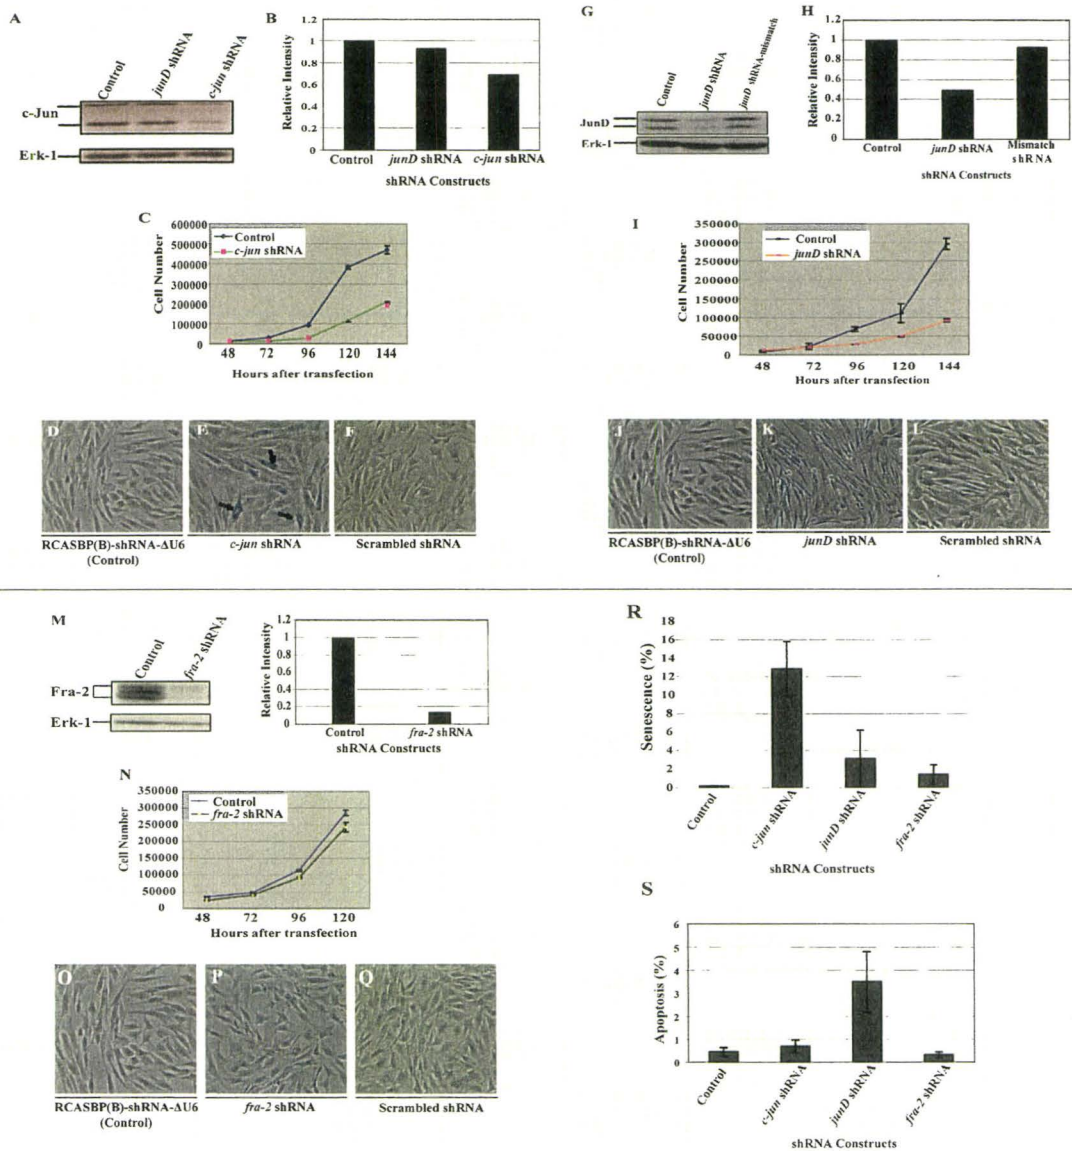 A
Control
junD shRNA
c-jun shRNA
c-Jun
Erk-1
B
Relative Intensity
1.2
1
0.8
0.6
0.4
0.2
0
Control
junD shRNA
c-jun shRNA
shRNA Constructs
C
Cell Number
600000
500000
400000
300000
200000
100000
0
Control
c-jun shRNA
48
72
96
120
144
Hours after transfection
D
E
F
RCASBP(B)-shRNA-ΔU6
(Control)
c-jun shRNA
Scrambled shRNA
G
Control
junD shRNA
junD shRNA-mismatch
JunD
Erk-1
H
Relative Intensity
1.2
1
0.8
0.6
0.4
0.2
0
Control
junD shRNA
Mismatch
shRNA
shRNA Constructs
I
Cell Number
350000
300000
250000
200000
150000
100000
50000
0
Control
junD shRNA
48
72
96
120
144
Hours after transfection
J
K
L
RCASBP(B)-shRNA-ΔU6
(Control)
junD shRNA
Scrambled shRNA
M
Control
fra-2 shRNA
Fra-2
Erk-1
Relative Intensity
1.2
1
0.8
0.6
0.4
0.2
0
Control
fra-2 shRNA
shRNA Constructs
N
Cell Number
350000
300000
250000
200000
150000
100000
50000
0
Control
fra-2 shRNA
48
72
96
120
Hours after transfection
O
P
Q
RCASBP(B)-shRNA-ΔU6
(Control)
fra-2 shRNA
Scrambled shRNA
R
Senescence (%)
18
16
14
12
10
8
6
4
2
0
Control
c-jun shRNA
junD shRNA
fra-2 shRNA
shRNA Constructs
S
Apoptosis (%)
6
5
4
3
2
1
0
Control
c-jun shRNA
junD shRNA
fra-2 shRNA
shRNA Constructs